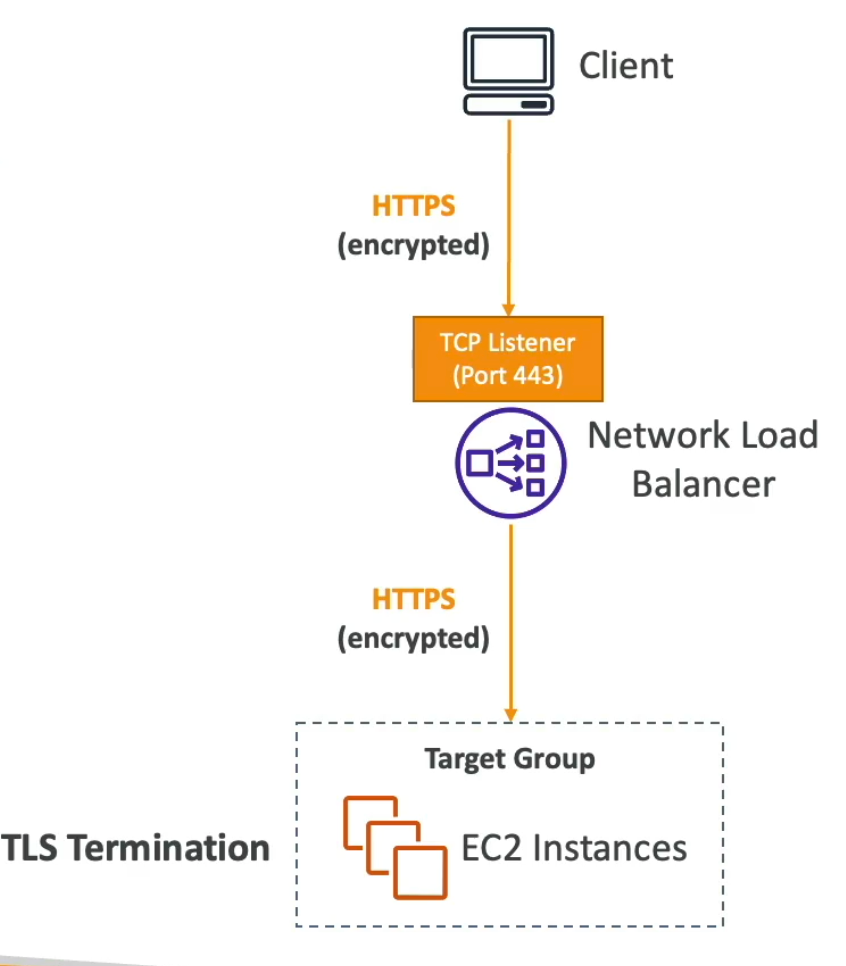 Client
HTTPS
(encrypted)
TCP Listener
(Port 443)
Network Load
Balancer
HTTPS
(encrypted)
Target Group
TLS Termination
EC2 Instances